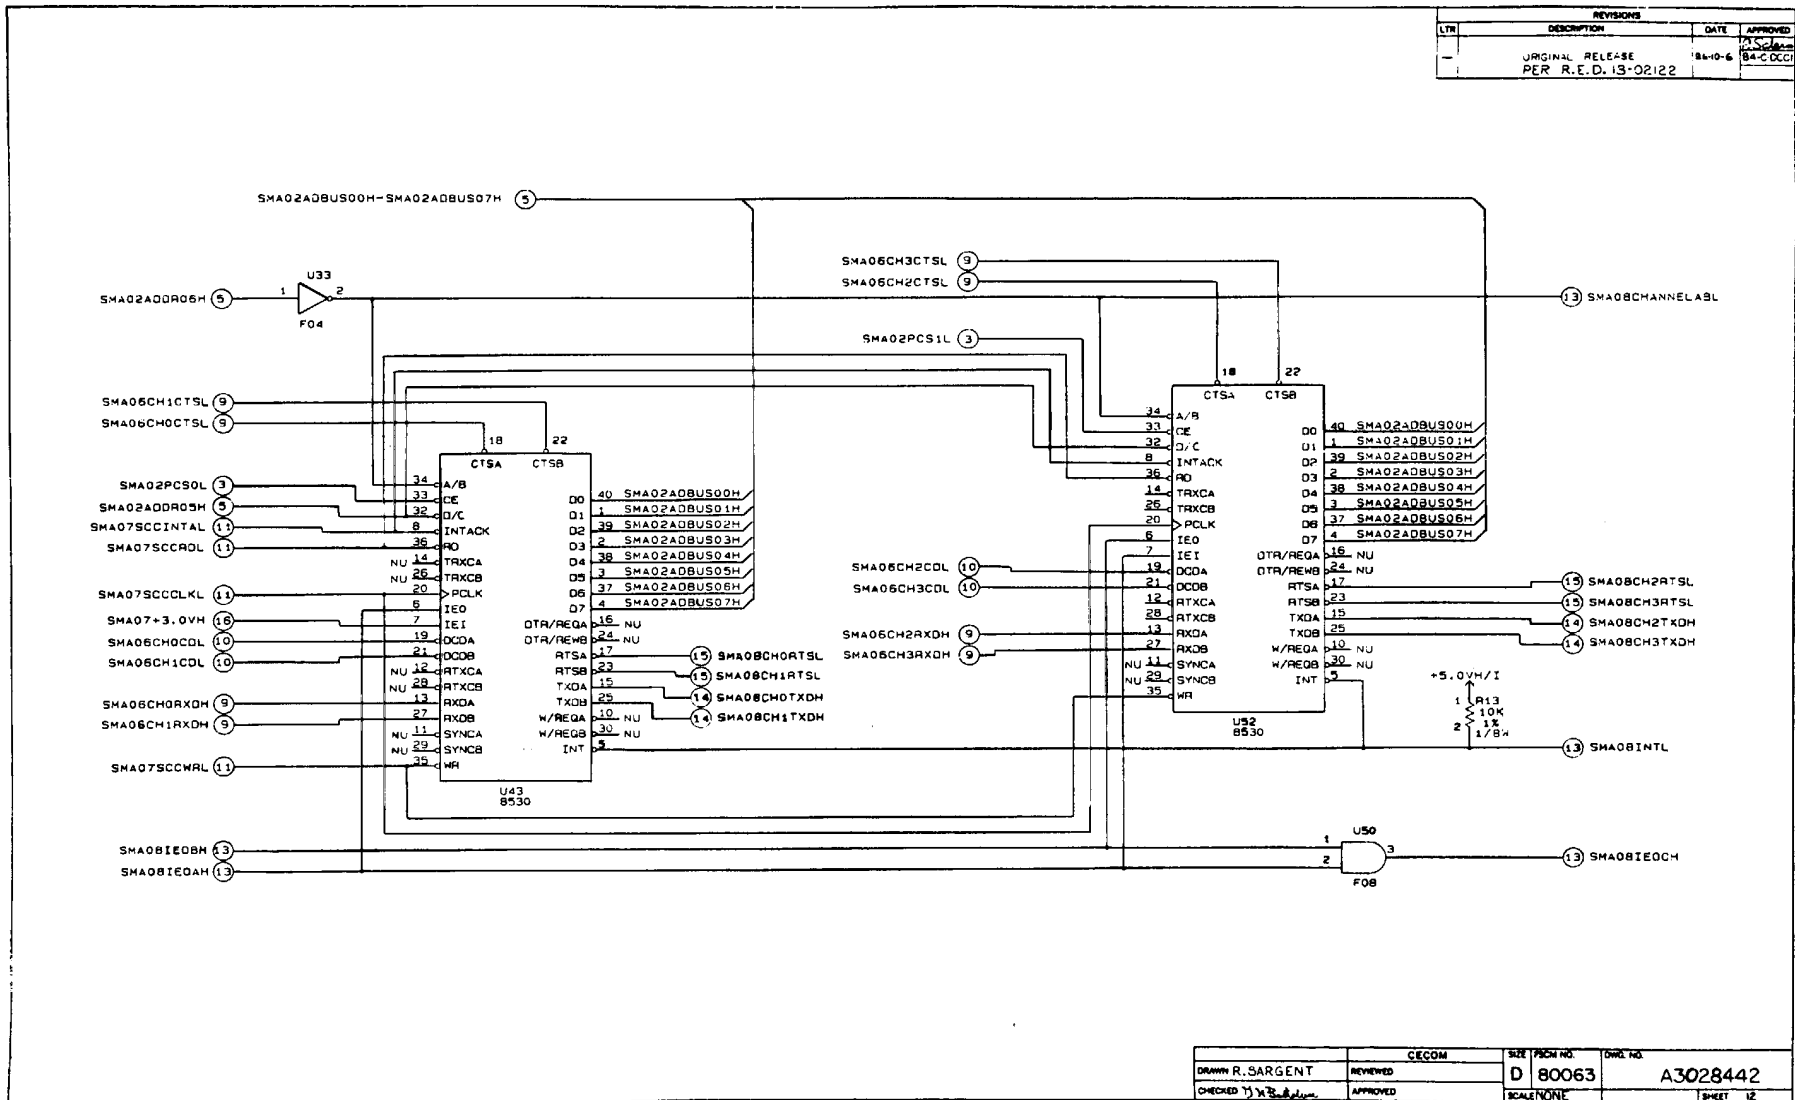 REVISIONS
LTR DESCRIPTION DATE APPROVED
— ORIGINAL RELEASE 86-10-6
PER R.E.D. 13-02122
SMA02ADBUS00H-SMA02ADBUS07H 5
SMA06CH3CTSL 9
SMA06CH2CTSL 9
U33
SMA02ADDR06H 5 1 2
F04
13 SMA08CHANNELABL
SMA02PCS1L 3
18 22
CTSA CTSB
SMA06CH1CTSL 9
SMA06CH0CTSL 9
18 22
CTSA CTSB
SMA02PCS0L 3
SMA02ADDR05H 5
SMA07SCCINTAL 11
SMA07SCCRDL 11
SMA07SCCCLKL 11
SMA07+3.0VH 16
SMA06CH0CDL 10
SMA06CH1CDL 10
SMA06CH0RXDH 9
SMA06CH1RXDH 9
SMA07SCCWRL 11
34 A/B
33 CE
32 D/C
8 INTACK
36 RD
NU 14 TRXCA
NU 26 TRXCB
20 PCLK
6 IEO
7 IEI
19 DCDA
21 DCDB
NU 12 RTXCA
NU 28 RTXCB
13 RXDA
27 RXDB
NU 11 SYNCA
NU 29 SYNCB
35 WR
D0 40 SMA02ADBUS00H
D1 1 SMA02ADBUS01H
D2 39 SMA02ADBUS02H
D3 2 SMA02ADBUS03H
D4 38 SMA02ADBUS04H
D5 3 SMA02ADBUS05H
D6 37 SMA02ADBUS06H
D7 4 SMA02ADBUS07H
DTR/REQA 16 NU
DTR/REWB 24 NU
RTSA 17 15 SMA08CH0RTSL
RTSB 23 15 SMA08CH1RTSL
TXDA 15 14 SMA08CH0TXDH
TXDB 25 14 SMA08CH1TXDH
W/REQA 10 NU
W/REQB 30 NU
INT 5
U43
8530
SMA06CH2CDL 10
SMA06CH3CDL 10
SMA06CH2RXDH 9
SMA06CH3RXDH 9
34 A/B
33 CE
32 D/C
8 INTACK
36 RD
14 TRXCA
26 TRXCB
20 PCLK
6 IEO
7 IEI
19 DCDA
21 DCDB
12 RTXCA
28 RTXCB
13 RXDA
27 RXDB
NU 11 SYNCA
NU 29 SYNCB
35 WR
D0 40 SMA02ADBUS00H
D1 1 SMA02ADBUS01H
D2 39 SMA02ADBUS02H
D3 2 SMA02ADBUS03H
D4 38 SMA02ADBUS04H
D5 3 SMA02ADBUS05H
D6 37 SMA02ADBUS06H
D7 4 SMA02ADBUS07H
DTR/REQA 16 NU
DTR/REWB 24 NU
RTSA 17 15 SMA08CH2RTSL
RTSB 23 15 SMA08CH3RTSL
TXDA 15 14 SMA08CH2TXDH
TXDB 25 14 SMA08CH3TXDH
W/REQA 10 NU
W/REQB 30 NU
INT 5
U52
8530
+5.0VH/I
1 R13
10K
1%
2 1/8W
13 SMA08INTL
SMA08IEOBH 13
SMA08IEOAH 13
U50
1
2
3
F08
13 SMA08IEOCH
CECOM
DRAWN R. SARGENT REVIEWED
CHECKED APPROVED
SIZE FSCM NO. DWG. NO.
D 80063 A3028442
SCALE NONE SHEET 12